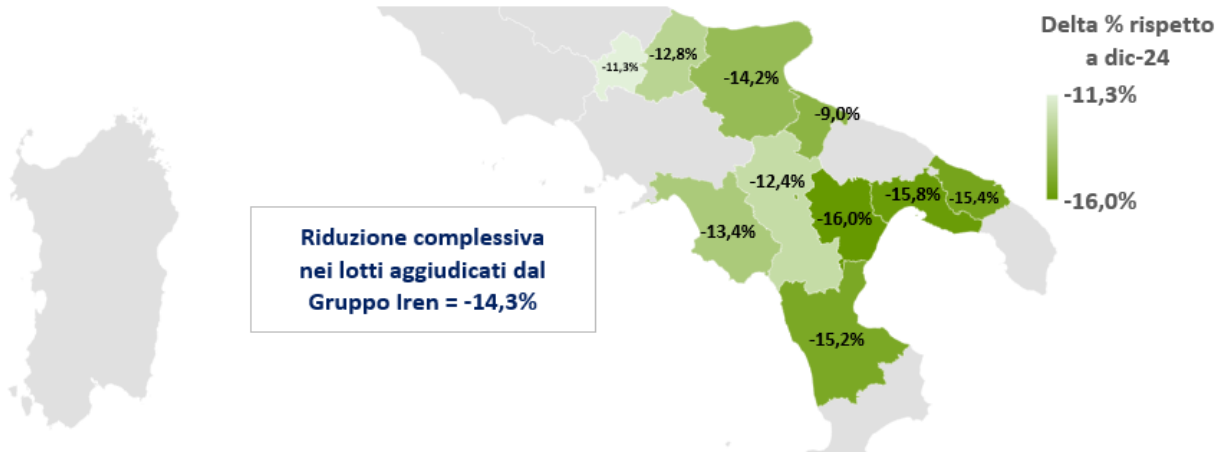 Delta % rispetto
a dic-24
-11,3%
-16,0%
-11,3%
-12,8%
-14,2%
-9,0%
-12,4%
-13,4%
-16,0%
-15,8%
-15,4%
-15,2%
Riduzione complessiva
nei lotti aggiudicati dal
Gruppo Iren = -14,3%